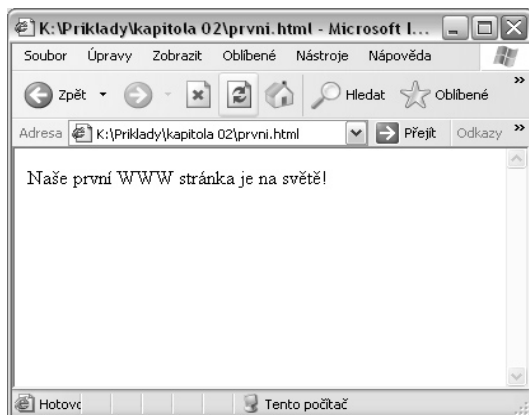 K:\Priklady\kapitola 02\prvni.html - Microsoft I...
Soubor Úpravy Zobrazit Oblíbené Nástroje Nápověda
Zpět Hledat Oblíbené »
Adresa K:\Priklady\kapitola 02\prvni.html Přejít Odkazy »
Naše první WWW stránka je na světě!
Hotovo Tento počítač